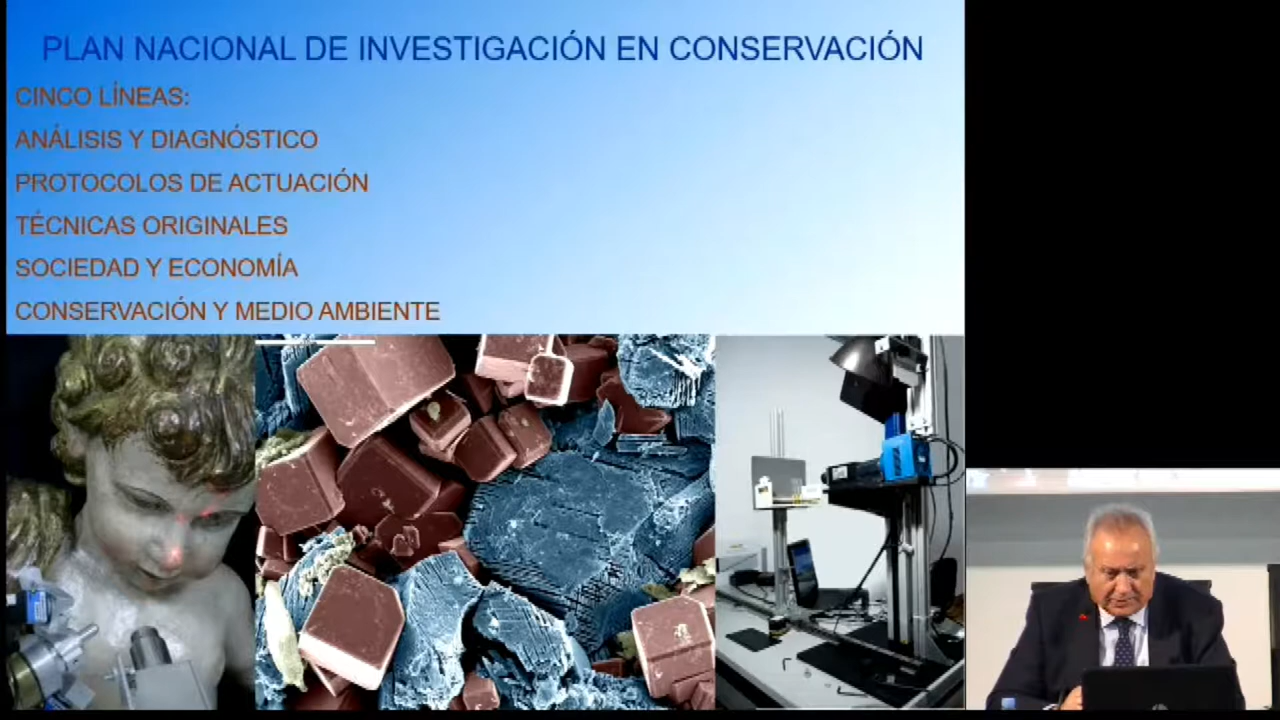 PLAN NACIONAL DE INVESTIGACIÓN EN CONSERVACIÓN
CINCO LÍNEAS:
ANÁLISIS Y DIAGNÓSTICO
PROTOCOLOS DE ACTUACIÓN
TÉCNICAS ORIGINALES
SOCIEDAD Y ECONOMÍA
CONSERVACIÓN Y MEDIO AMBIENTE